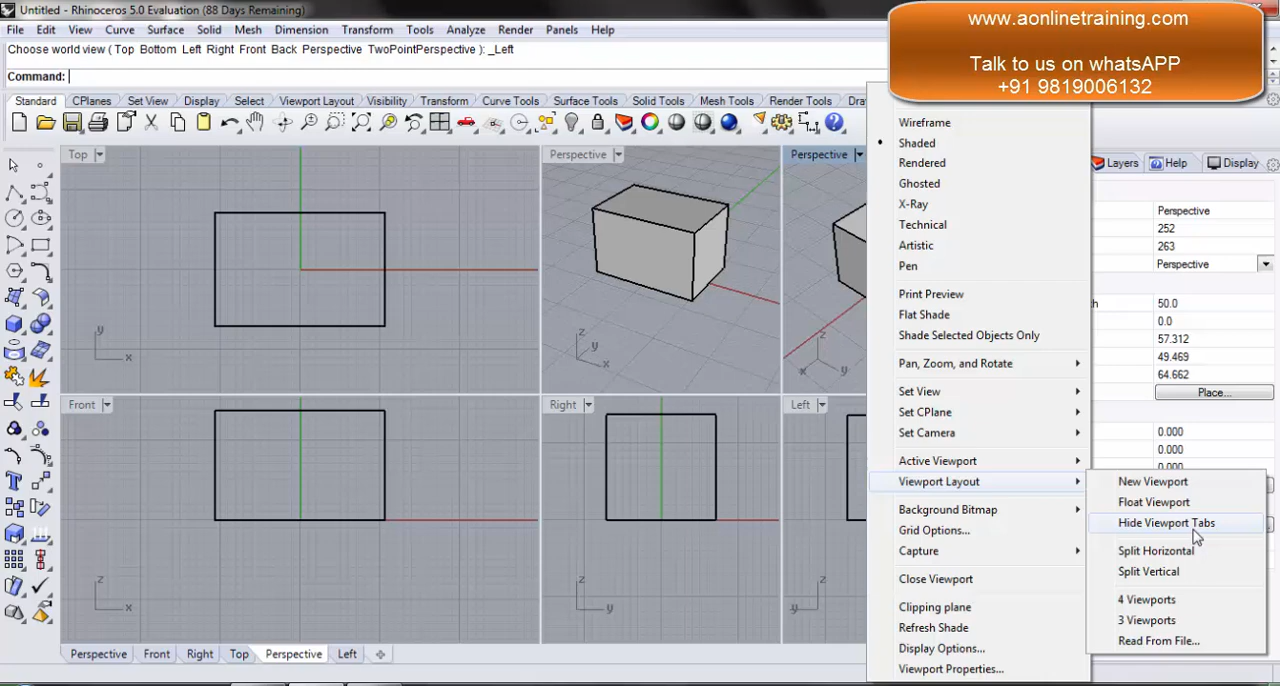 Untitled - Rhinoceros 5.0 Evaluation (88 Days Remaining)
www.aonlinetraining.com
Talk to us on whatsAPP
+91 9819006132
File Edit View Curve Surface Solid Mesh Dimension Transform Tools Analyze Render Panels Help
Choose world view ( Top Bottom Left Right Front Back Perspective TwoPointPerspective ): _Left
Command:
Standard CPlanes Set View Display Select Viewport Layout Visibility Transform Curve Tools Surface Tools Solid Tools Mesh Tools Render Tools
Top
Perspective
Perspective
Layers Help Display
Wireframe
Shaded
Rendered
Ghosted
X-Ray
Technical
Artistic
Pen
Print Preview
Flat Shade
Shade Selected Objects Only
Pan, Zoom, and Rotate
Set View
Set CPlane
Set Camera
Active Viewport
Viewport Layout
Background Bitmap
Grid Options...
Capture
Close Viewport
Clipping plane
Refresh Shade
Display Options...
Viewport Properties...
New Viewport
Float Viewport
Hide Viewport Tabs
Split Horizontal
Split Vertical
4 Viewports
3 Viewports
Read From File...
Perspective
252
263
Perspective
50.0
0.0
57.312
49.469
64.662
Place...
0.000
0.000
0.000
y
x
z
y
x
z
x
y
Front
Right
Left
z
x
z
y
z
Perspective Front Right Top Perspective Left